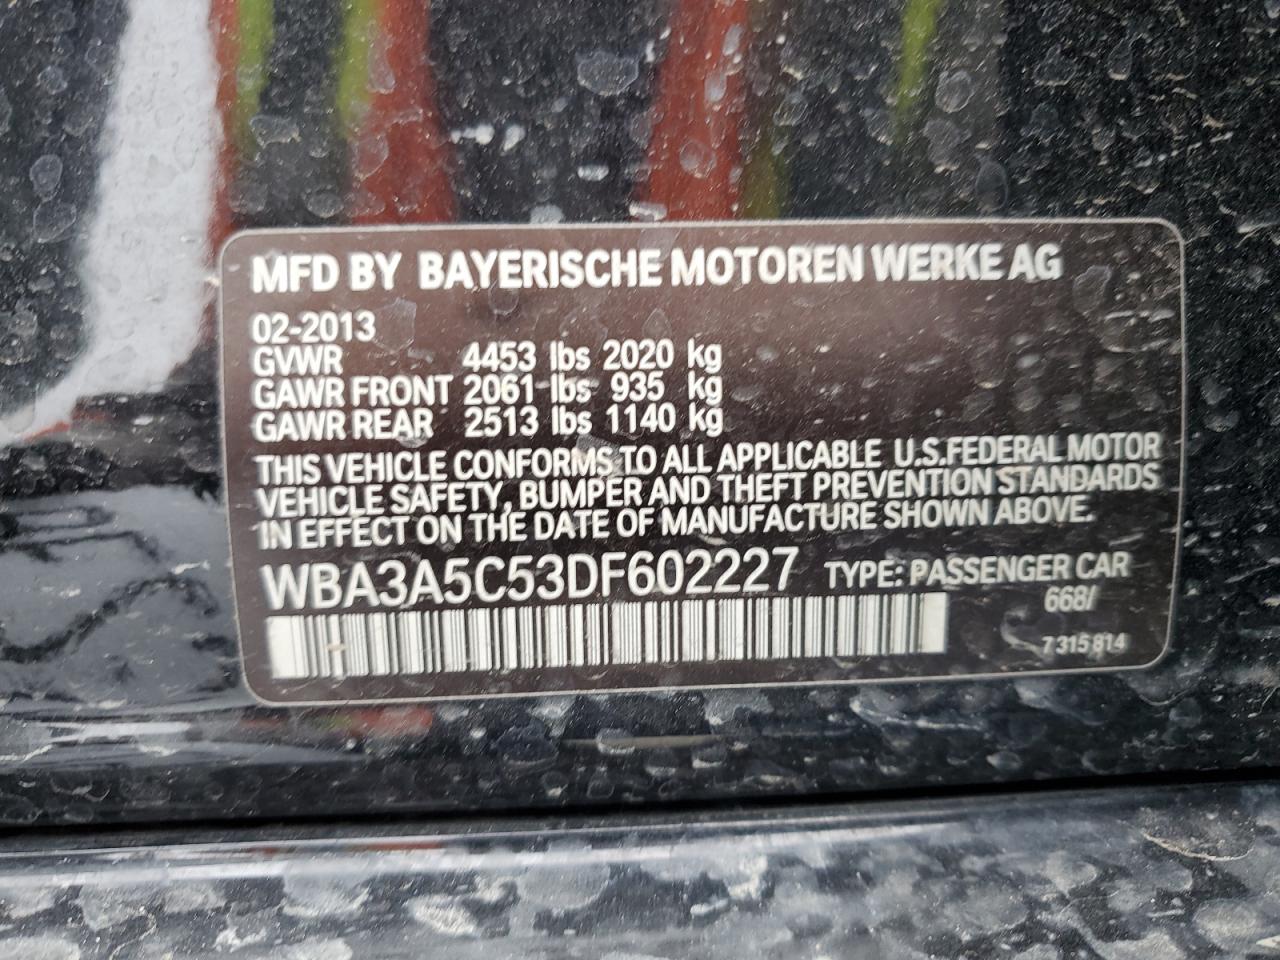 MFD BY BAYERISCHE MOTOREN WERKE AG
02-2013
GVWR 4453 lbs 2020 kg
GAWR FRONT 2061 lbs 935 kg
GAWR REAR 2513 lbs 1140 kg
THIS VEHICLE CONFORMS TO ALL APPLICABLE U.S.FEDERAL MOTOR
VEHICLE SAFETY, BUMPER AND THEFT PREVENTION STANDARDS
IN EFFECT ON THE DATE OF MANUFACTURE SHOWN ABOVE.
WBA3A5C53DF602227 TYPE: PASSENGER CAR
668/
7 315 814